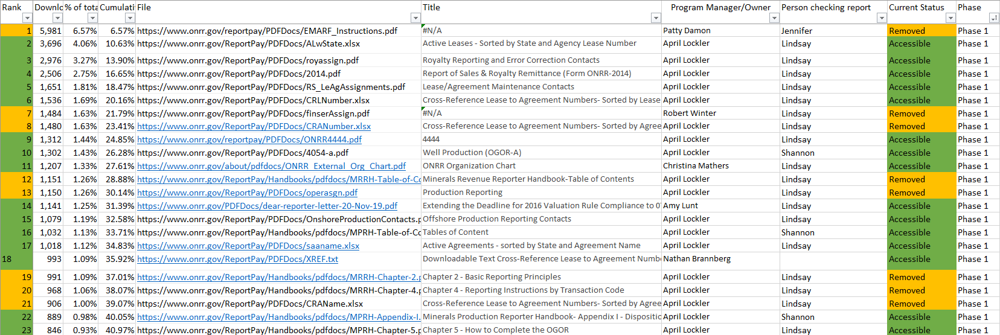 Rank Downlc % of tota Cumulati File Title Program Manager/Owner Person checking report Current Status Phase
1 5,981 6.57% 6.57% https://www.onrr.gov/reportpay/PDFDocs/EMARF_Instructions.pdf #N/A Patty Damon Jennifer Removed Phase 1
2 3,696 4.06% 10.63% https://www.onrr.gov/ReportPay/PDFDocs/ALwState.xlsx Active Leases - Sorted by State and Agency Lease Number April Lockler Lindsay Accessible Phase 1
3 2,976 3.27% 13.90% https://www.onrr.gov/ReportPay/PDFDocs/royassign.pdf Royalty Reporting and Error Correction Contacts April Lockler Lindsay Accessible Phase 1
4 2,506 2.75% 16.65% https://www.onrr.gov/ReportPay/PDFDocs/2014.pdf Report of Sales & Royalty Remittance (Form ONRR-2014) April Lockler Lindsay Accessible Phase 1
5 1,651 1.81% 18.47% https://www.onrr.gov/ReportPay/PDFDocs/RS_LeAgAssignments.pdf Lease/Agreement Maintenance Contacts April Lockler Lindsay Accessible Phase 1
6 1,536 1.69% 20.16% https://www.onrr.gov/ReportPay/PDFDocs/CRLNumber.xlsx Cross-Reference Lease to Agreement Numbers- Sorted by Lease April Lockler Lindsay Accessible Phase 1
7 1,484 1.63% 21.79% https://www.onrr.gov/ReportPay/PDFDocs/finserAssign.pdf #N/A Robert Winter Lindsay Removed Phase 1
8 1,480 1.63% 23.41% https://www.onrr.gov/ReportPay/PDFDocs/CRANumber.xlsx Cross-Reference Lease to Agreement Numbers- Sorted by Agree April Lockler Lindsay Removed Phase 1
9 1,312 1.44% 24.85% https://www.onrr.gov/reportpay/PDFDocs/ONRR4444.pdf 4444 April Lockler Lindsay Accessible Phase 1
10 1,302 1.43% 26.28% https://www.onrr.gov/ReportPay/PDFDocs/4054-a.pdf Well Production (OGOR-A) April Lockler Shannon Accessible Phase 1
11 1,207 1.33% 27.61% https://www.onrr.gov/about/pdfdocs/ONRR_External_Org_Chart.pdf ONRR Organization Chart Christina Mathers Lindsay Accessible Phase 1
12 1,151 1.26% 28.88% https://www.onrr.gov/ReportPay/Handbooks/pdfdocs/MRRH-Table-of-Cc Minerals Revenue Reporter Handbook-Table of Contents April Lockler Lindsay Removed Phase 1
13 1,150 1.26% 30.14% https://www.onrr.gov/ReportPay/PDFDocs/operasgn.pdf Production Reporting April Lockler Lindsay Removed Phase 1
14 1,141 1.25% 31.39% https://www.onrr.gov/PDFDocs/dear-reporter-letter-20-Nov-19.pdf Extending the Deadline for 2016 Valuation Rule Compliance to 07 Amy Lunt Lindsay Accessible Phase 1
15 1,079 1.19% 32.58% https://www.onrr.gov/ReportPay/PDFDocs/OnshoreProductionContacts.p Offshore Production Reporting Contacts April Lockler Lindsay Accessible Phase 1
16 1,032 1.13% 33.71% https://www.onrr.gov/ReportPay/Handbooks/pdfdocs/MPRH-Table-of-Cc Tables of Content April Lockler Shannon Accessible Phase 1
17 1,018 1.12% 34.83% https://www.onrr.gov/ReportPay/PDFDocs/saaname.xlsx Active Agreements - sorted by State and Agreement Name April Lockler Lindsay Accessible Phase 1
18 993 1.09% 35.92% https://www.onrr.gov/ReportPay/PDFDocs/XREF.txt Downloadable Text Cross-Reference Lease to Agreement Numb Nathan Brannberg Accessible Phase 1
19 991 1.09% 37.01% https://www.onrr.gov/ReportPay/Handbooks/pdfdocs/MRRH-Chapter-2.p Chapter 2 - Basic Reporting Principles April Lockler Lindsay Removed Phase 1
20 968 1.06% 38.07% https://www.onrr.gov/ReportPay/Handbooks/pdfdocs/MRRH-Chapter-4.p Chapter 4 - Reporting Instructions by Transaction Code April Lockler Lindsay Removed Phase 1
21 906 1.00% 39.07% https://www.onrr.gov/ReportPay/PDFDocs/CRAName.xlsx Cross-Reference Lease to Agreement Numbers- Sorted by Agree April Lockler Lindsay Removed Phase 1
22 889 0.98% 40.05% https://www.onrr.gov/ReportPay/Handbooks/pdfdocs/MPRH-Appendix-I. Minerals Production Reporter Handbook- Appendix I - Dispositic April Lockler Shannon Accessible Phase 1
23 846 0.93% 40.97% https://www.onrr.gov/ReportPay/Handbooks/pdfdocs/MPRH-Chapter-5.p Chapter 5 - How to Complete the OGOR April Lockler Lindsay Accessible Phase 1